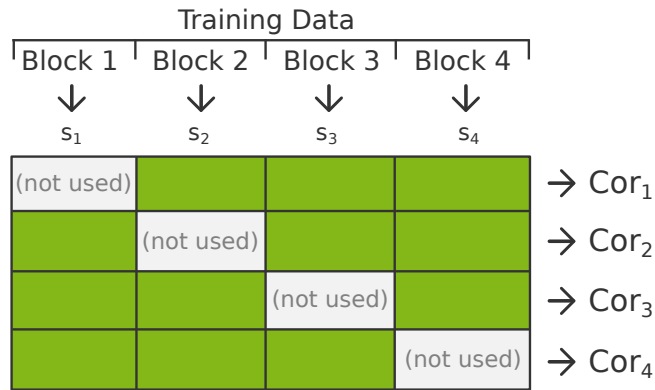 Training Data
Block 1 Block 2 Block 3 Block 4
s₁ s₂ s₃ s₄
(not used) → Cor₁
(not used) → Cor₂
(not used) → Cor₃
(not used) → Cor₄